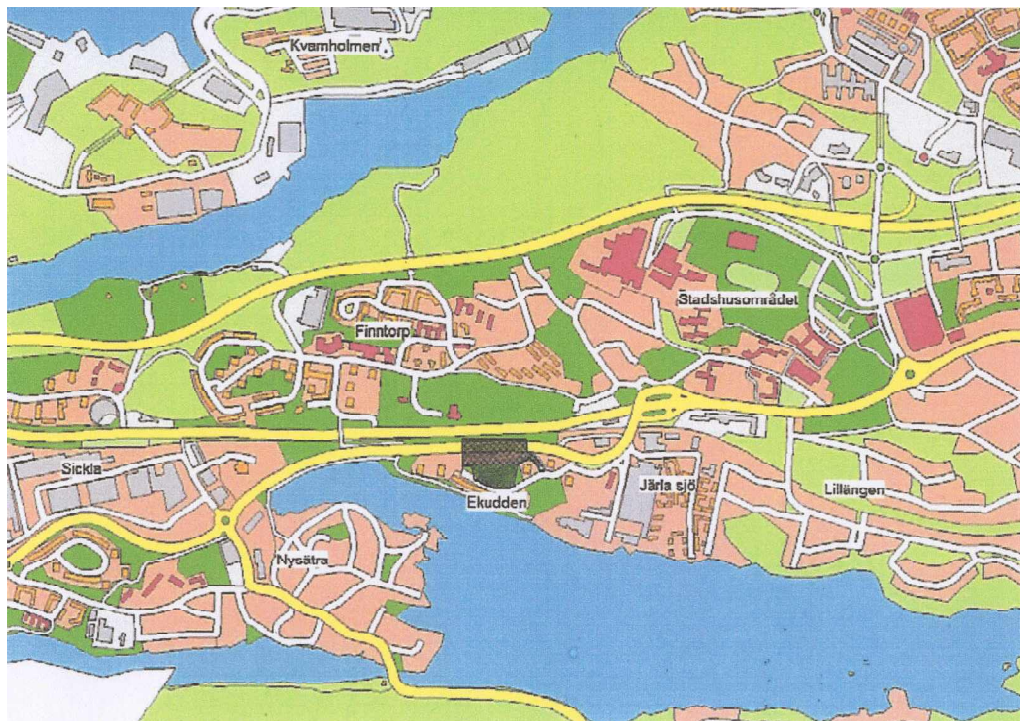 Kvarnholmen
Stadshusområdet
Finntorp
Sickla
Ekudden
Järla sjö
Lillängen
Nysätra